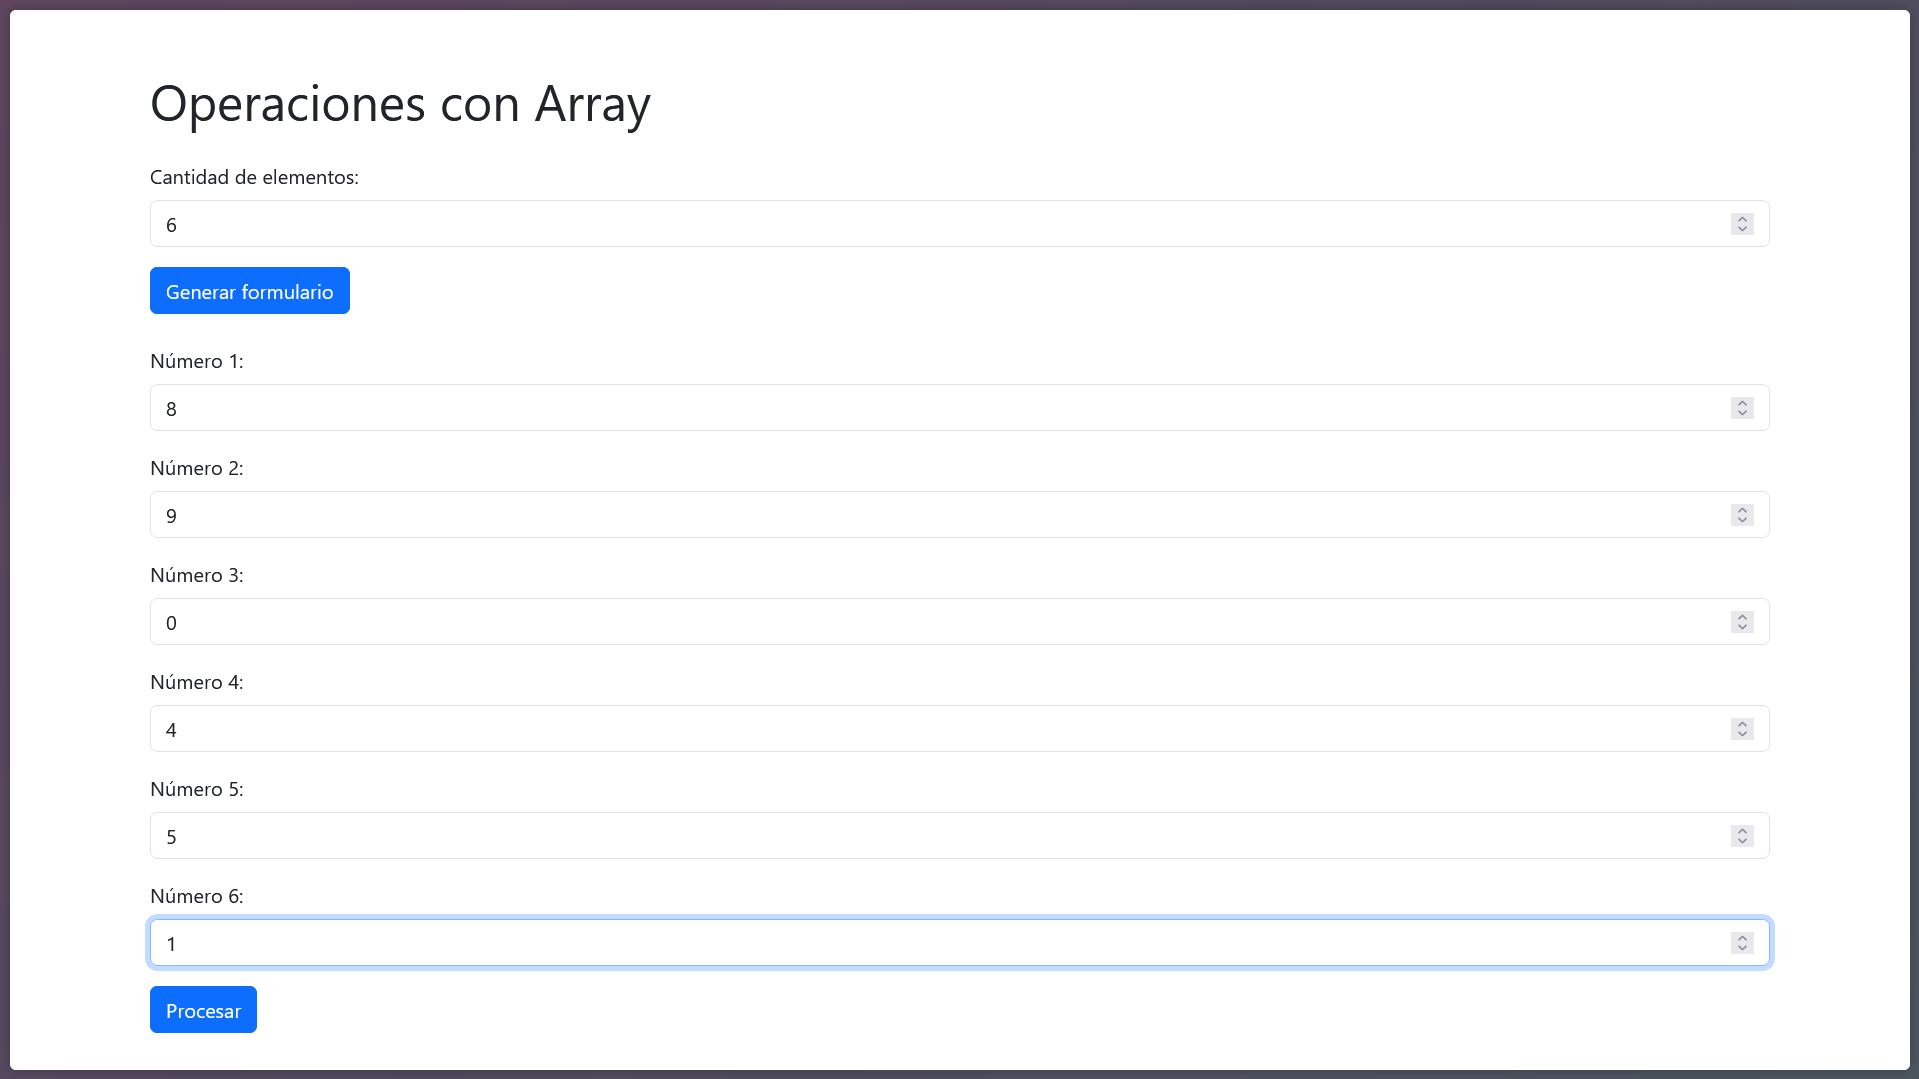 Operaciones con Array
Cantidad de elementos:
6
Generar formulario
Número 1:
8
Número 2:
9
Número 3:
0
Número 4:
4
Número 5:
5
Número 6:
1
Procesar